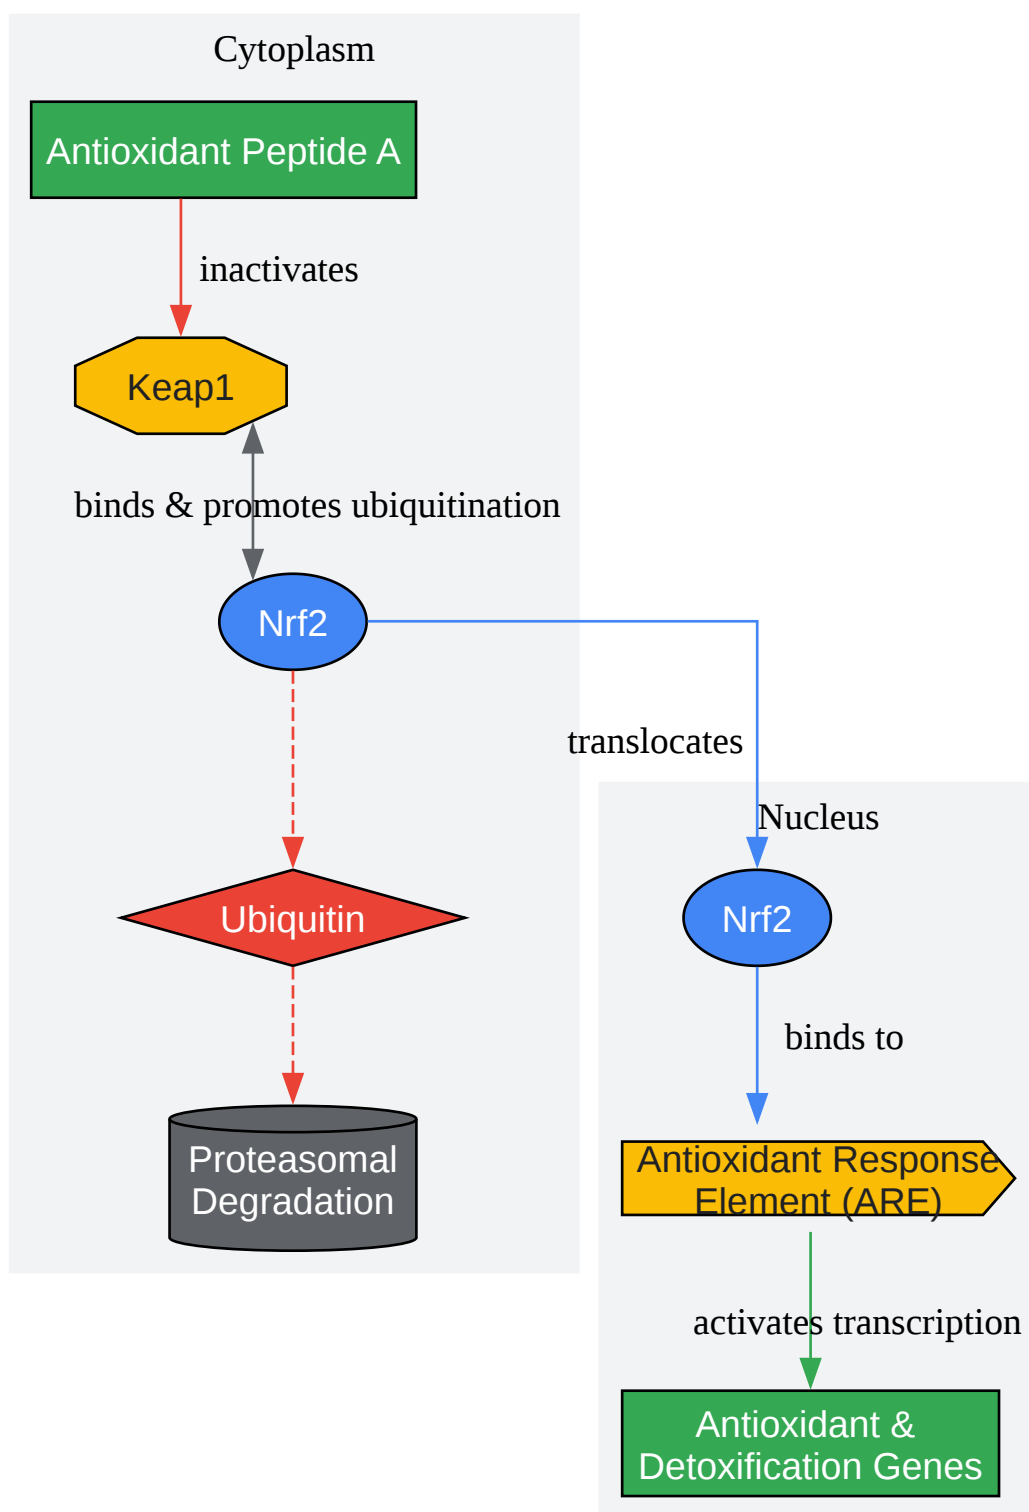 Cytoplasm
Antioxidant Peptide A
inactivates
Keap1
binds & promotes ubiquitination
Nrf2
translocates
Nucleus
Ubiquitin
Nrf2
binds to
Proteasomal
Degradation
Antioxidant Response
Element (ARE)
activates transcription
Antioxidant &
Detoxification Genes